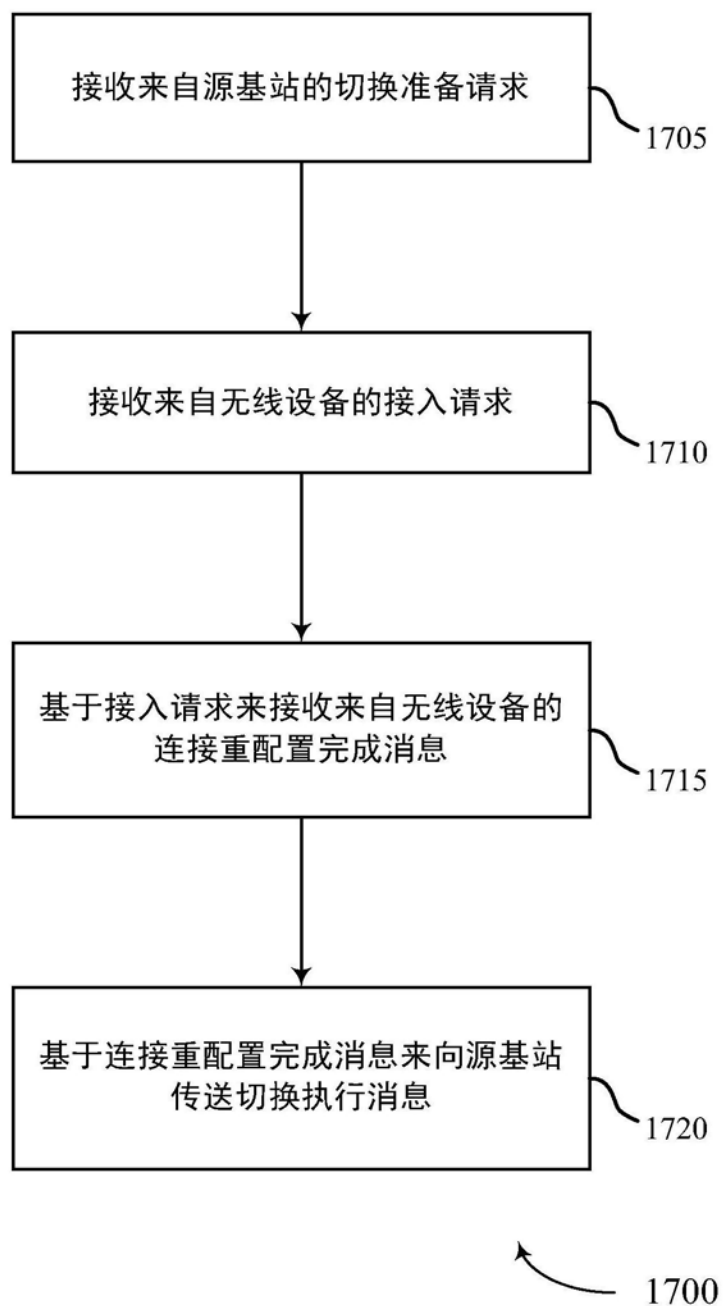 接收来自源基站的切换准备请求
1705
接收来自无线设备的接入请求
1710
基于接入请求来接收来自无线设备的
连接重配置完成消息
1715
基于连接重配置完成消息来向源基站
传送切换执行消息
1720
1700